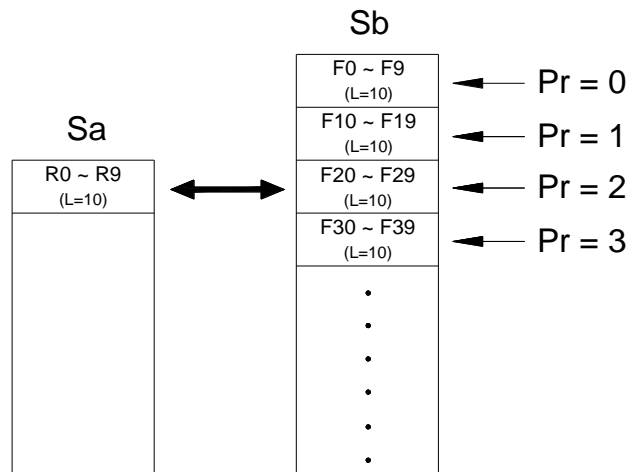 Sb
F0 ~ F9
(L=10)
Pr = 0
F10 ~ F19
(L=10)
Pr = 1
Sa
R0 ~ R9
(L=10)
F20 ~ F29
(L=10)
Pr = 2
F30 ~ F39
(L=10)
Pr = 3